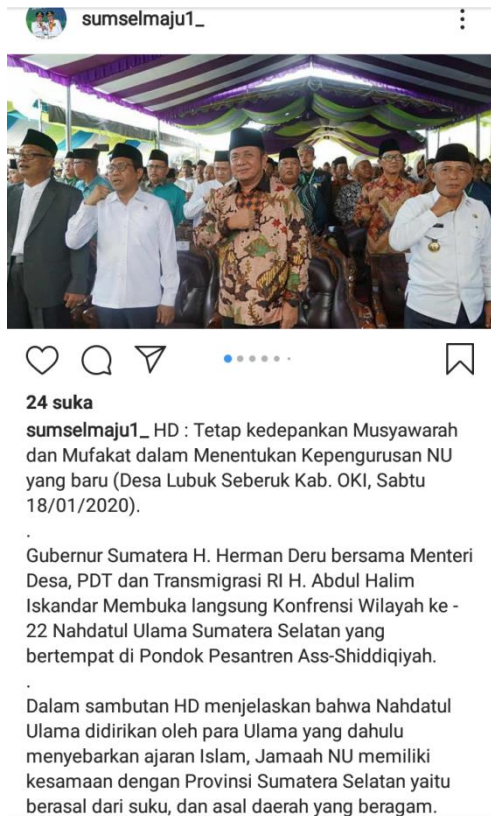 sumselmaju1_
24 suka
sumselmaju1_ HD : Tetap kedepankan Musyawarah
dan Mufakat dalam Menentukan Kepengurusan NU
yang baru (Desa Lubuk Seberuk Kab. OKI, Sabtu
18/01/2020).
.
Gubernur Sumatera H. Herman Deru bersama Menteri
Desa, PDT dan Transmigrasi RI H. Abdul Halim
Iskandar Membuka langsung Konfrensi Wilayah ke -
22 Nahdatul Ulama Sumatera Selatan yang
bertempat di Pondok Pesantren Ass-Shiddiqiyah.
.
Dalam sambutan HD menjelaskan bahwa Nahdatul
Ulama didirikan oleh para Ulama yang dahulu
menyebarkan ajaran Islam, Jamaah NU memiliki
kesamaan dengan Provinsi Sumatera Selatan yaitu
berasal dari suku, dan asal daerah yang beragam.